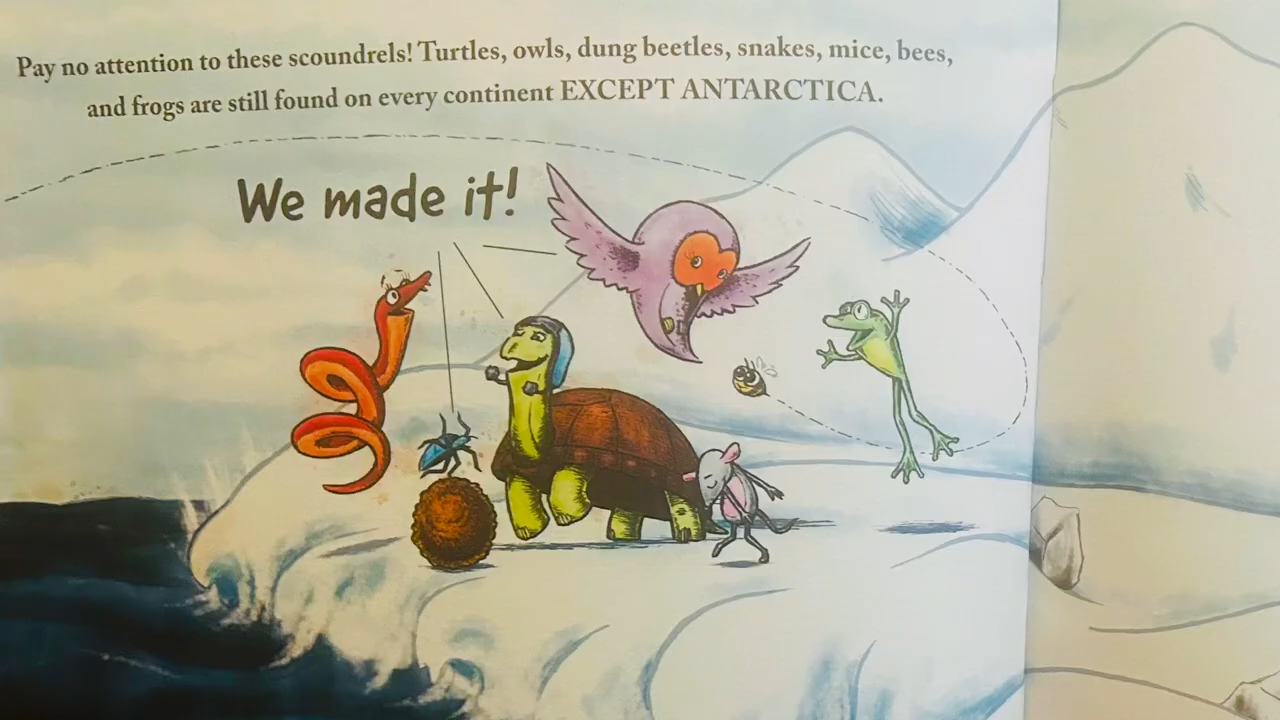 Pay no attention to these scoundrels! Turtles, owls, dung beetles, snakes, mice, bees,
and frogs are still found on every continent EXCEPT ANTARCTICA.
We made it!